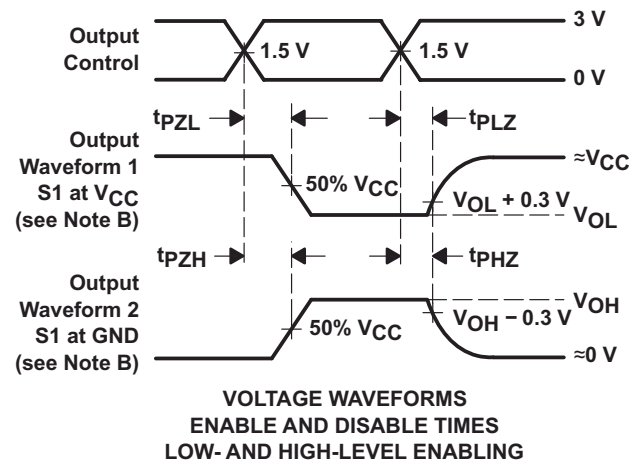 Output
Control
1.5 V
1.5 V
3 V
0 V
tPZL
tPLZ
Output
Waveform 1
S1 at VCC
(see Note B)
50% VCC
VOL + 0.3 V
≈VCC
VOL
tPZH
tPHZ
Output
Waveform 2
S1 at GND
(see Note B)
50% VCC
VOH − 0.3 V
VOH
≈0 V
VOLTAGE WAVEFORMS
ENABLE AND DISABLE TIMES
LOW- AND HIGH-LEVEL ENABLING